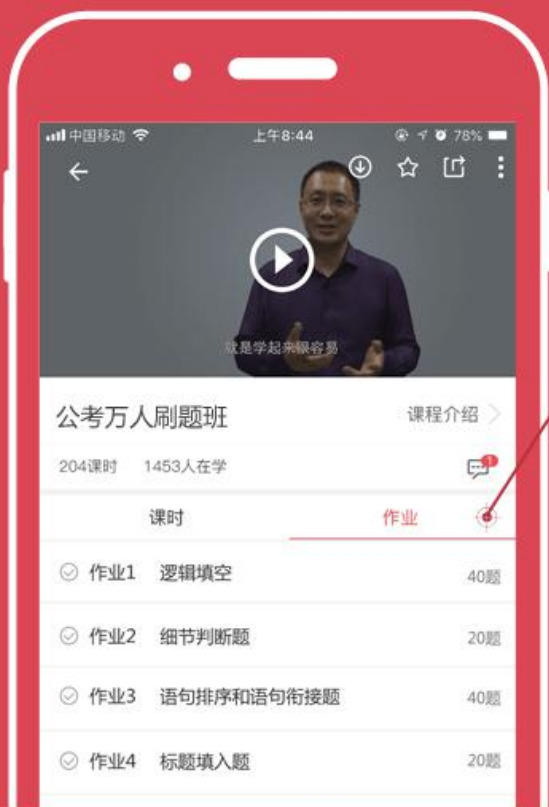 中国移动 上午8:44 78%
就是学起来很容易
公考万人刷题班 课程介绍
204课时 1453人在学 1
课时 作业
作业1 逻辑填空 40题
作业2 细节判断题 20题
作业3 语句排序和语句衔接题 40题
作业4 标题填入题 20题